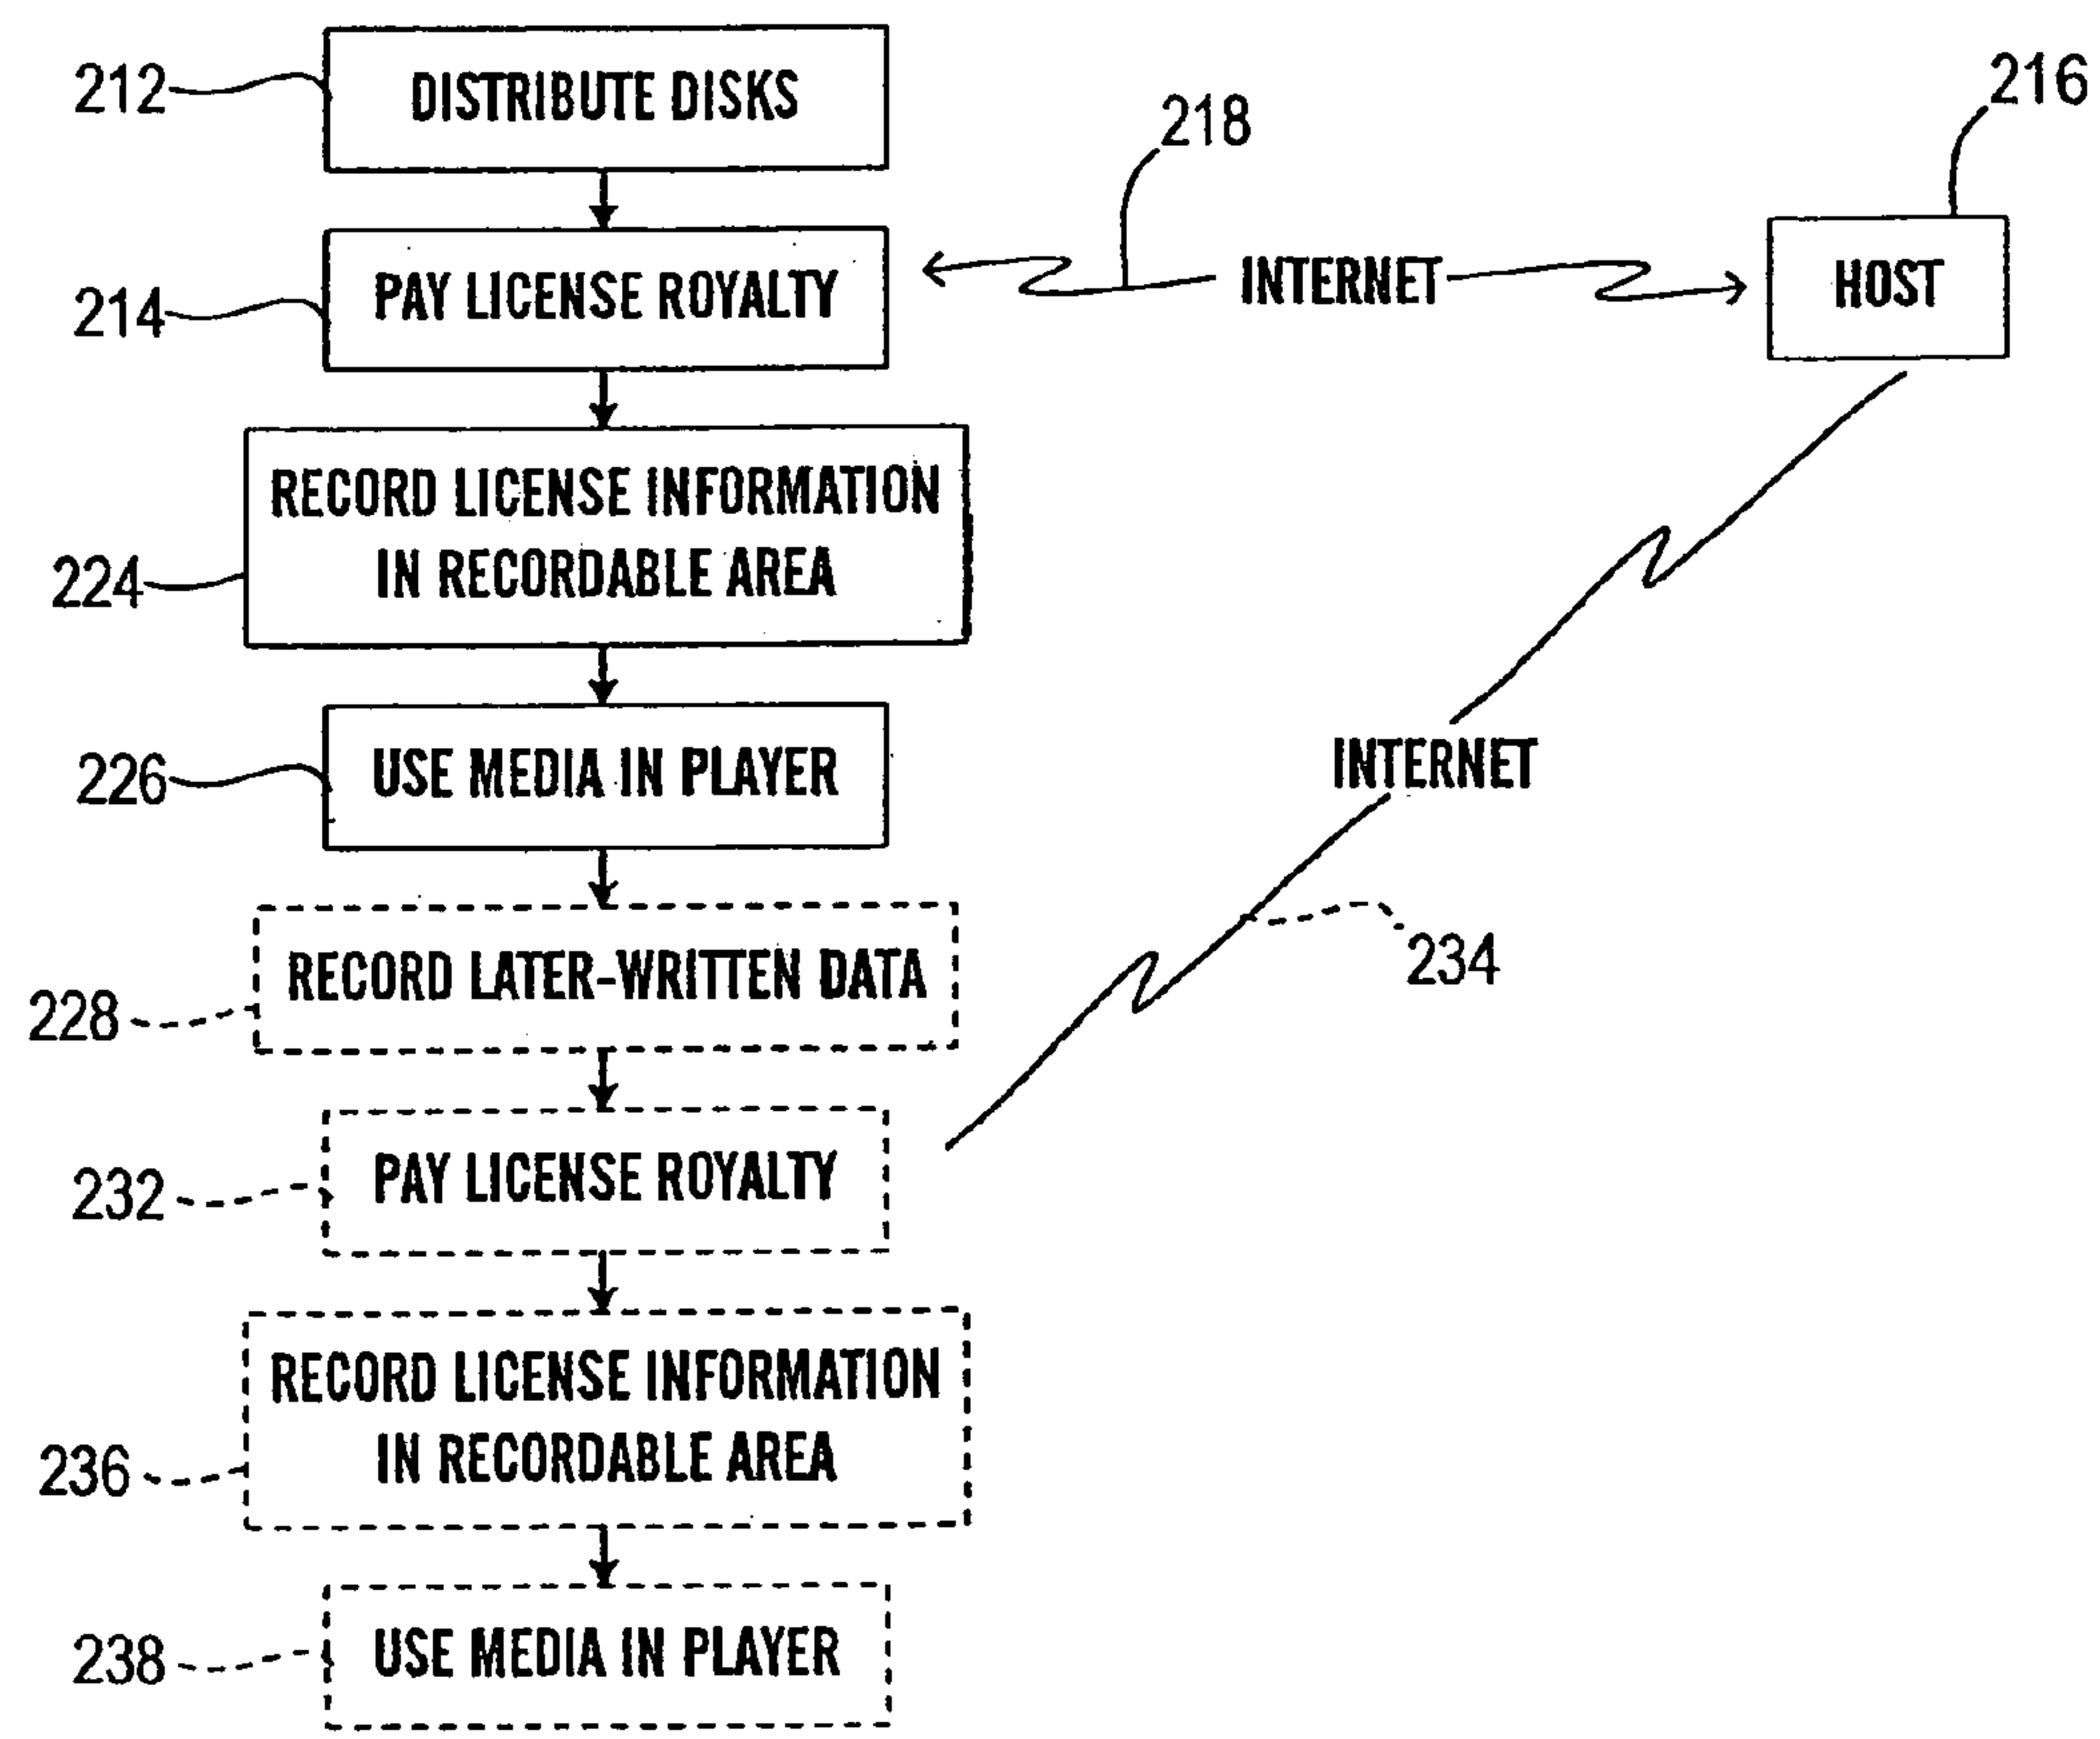 212
DISTRIBUTE DISKS
218
216
214
PAY LICENSE ROYALTY
INTERNET
HOST
224
RECORD LICENSE INFORMATION
IN RECORDABLE AREA
226
USE MEDIA IN PLAYER
INTERNET
228
RECORD LATER-WRITTEN DATA
234
232
PAY LICENSE ROYALTY
236
RECORD LICENSE INFORMATION
IN RECORDABLE AREA
238
USE MEDIA IN PLAYER